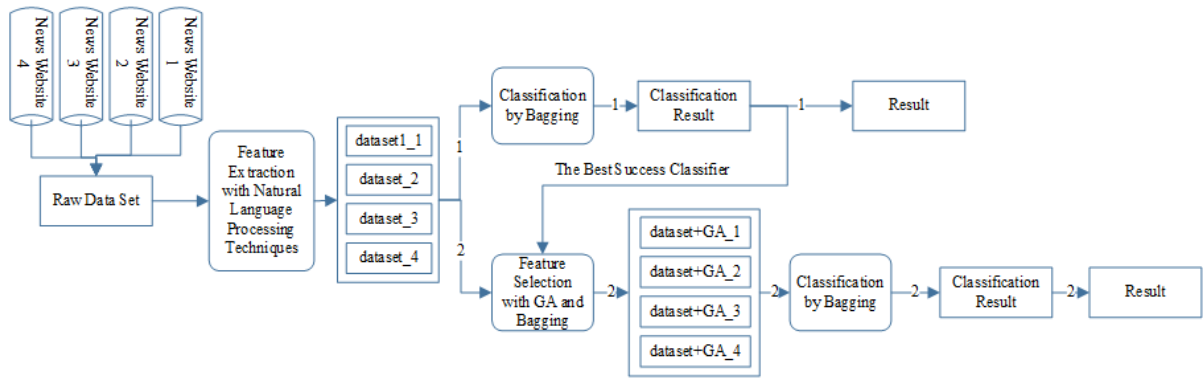 News Website
4
News Website
3
News Website
2
News Website
1
Raw Data Set
Feature
Extraction
with Natural
Language
Processing
Techniques
dataset1_1
dataset_2
dataset_3
dataset_4
1
2
Classification
by Bagging
1
Classification
Result
1
Result
The Best Success Classifier
Feature
Selection
with GA and
Bagging
2
dataset+GA_1
dataset+GA_2
dataset+GA_3
dataset+GA_4
2
Classification
by Bagging
2
Classification
Result
2
Result